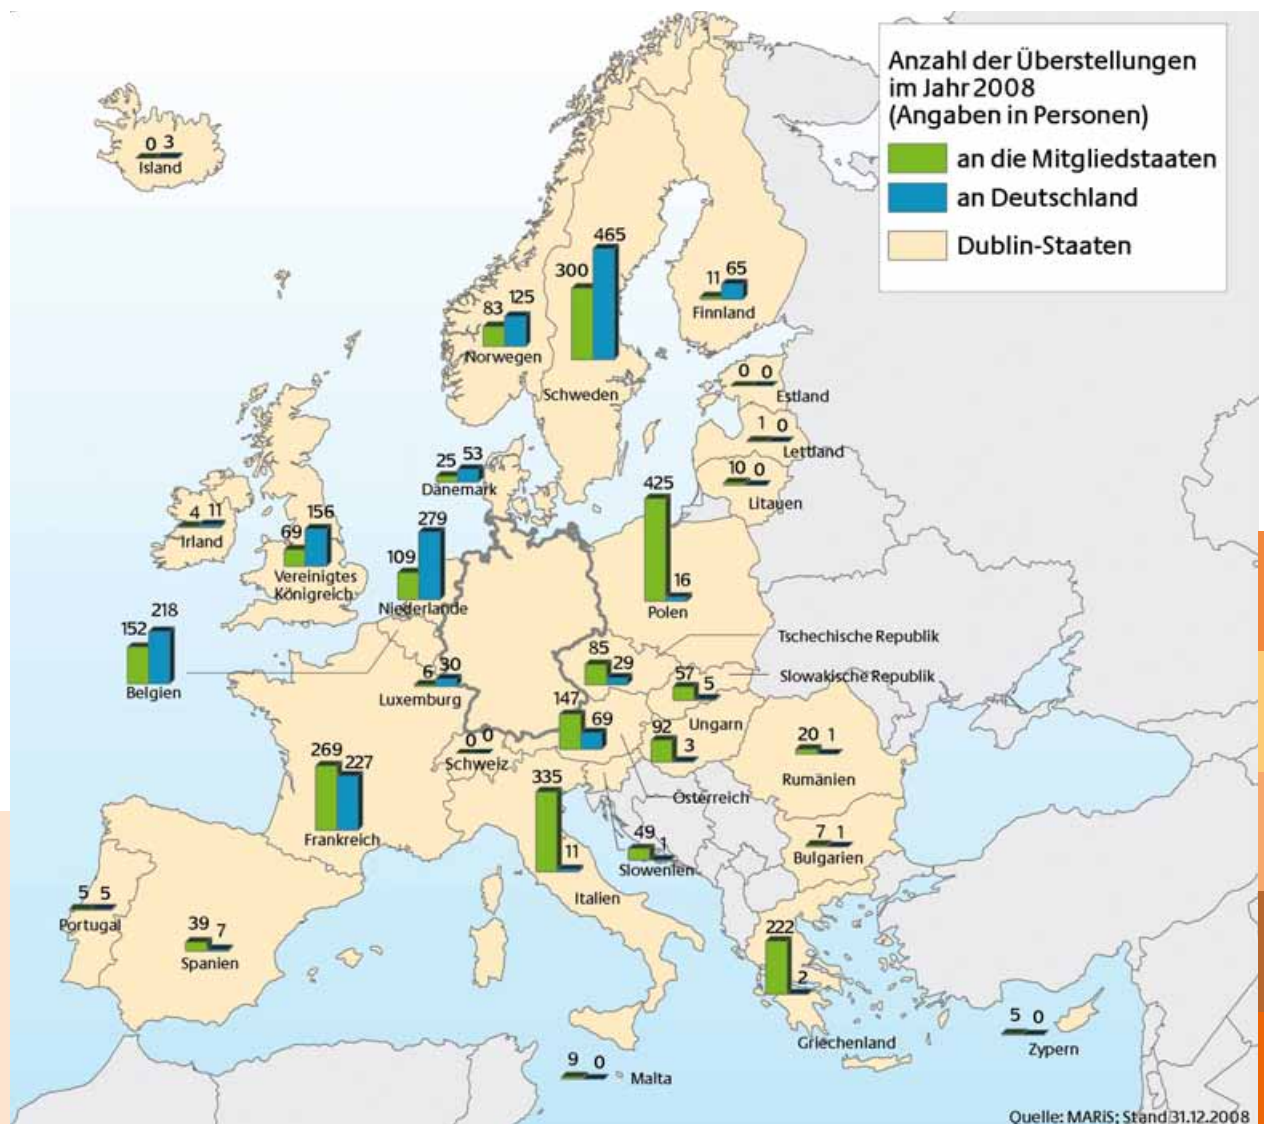 Anzahl der Überstellungen
im Jahr 2008
(Angaben in Personen)
an die Mitgliedstaaten
an Deutschland
Dublin-Staaten
0 3
Island
465
300
Schweden
11 65
Finnland
83 125
Norwegen
0 0
Estland
1 0
Lettland
10 0
Litauen
25 53
Dänemark
425
16
Polen
4 11
Irland
156
69
Vereinigtes
Königreich
279
109
Niederlande
152 218
Belgien
6 30
Luxemburg
85
29
Tschechische Republik
57
5
Slowakische Republik
147
69
Österreich
92
3
Ungarn
20 1
Rumänien
0 0
Schweiz
269
227
Frankreich
335
11
Italien
49
1
Slowenien
7 1
Bulgarien
5 5
Portugal
39
7
Spanien
222
2
Griechenland
5 0
Zypern
9 0
Malta
Quelle: MARiS; Stand 31.12.2008